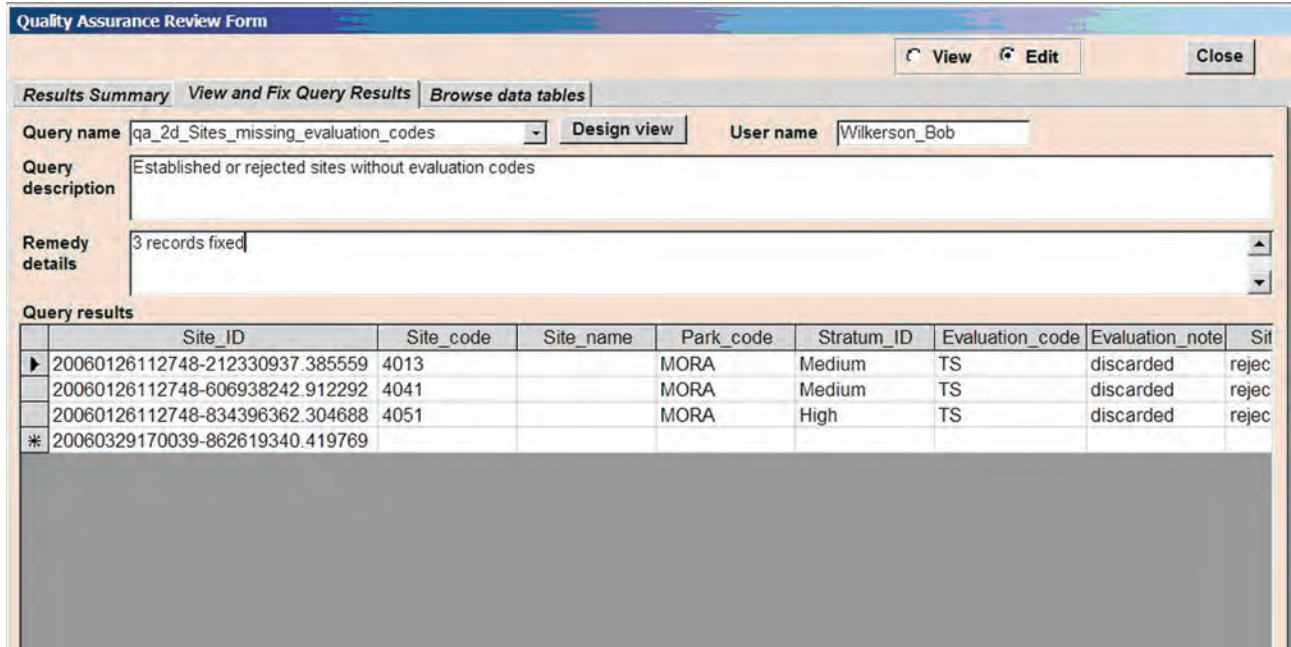 Quality Assurance Review Form
View Edit Close
Results Summary View and Fix Query Results Browse data tables
Query name qa_2d_Sites_missing_evaluation_codes Design view User name Wilkerson_Bob
Query description Established or rejected sites without evaluation codes
Remedy details 3 records fixed
Query results
Site_ID Site_code Site_name Park_code Stratum_ID Evaluation_code Evaluation_note Sit
20060126112748-212330937.385559 4013 MORA Medium TS discarded rejec
20060126112748-606938242.912292 4041 MORA Medium TS discarded rejec
20060126112748-834396362.304688 4051 MORA High TS discarded rejec
20060329170039-862619340.419769